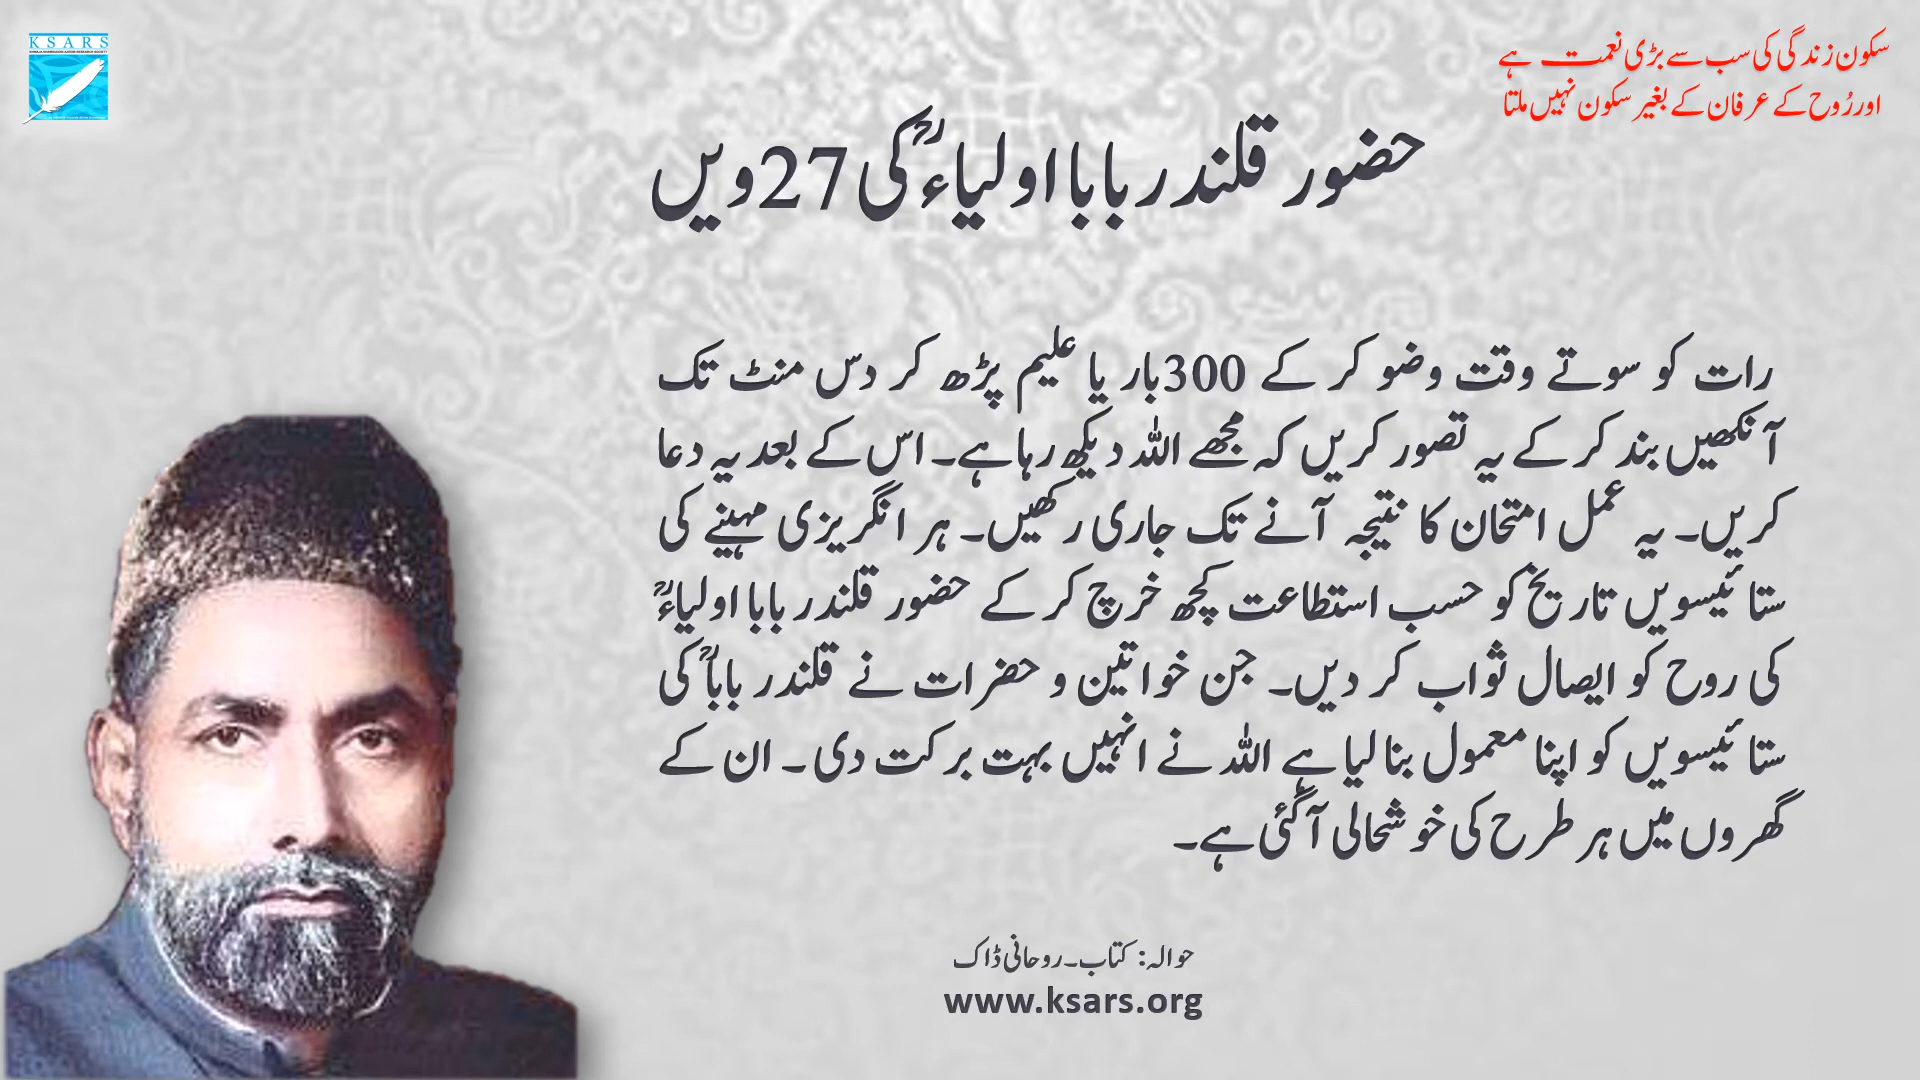 KSARS
سکون زندگی کی سب سے بڑی نعمت ہے
اور رُوح کے عرفان کے بغیر سکون نہیں ملتا
حضور قلندر بابا اولیاءؒ کی 27ویں
رات کو سوتے وقت وضو کر کے 300بار یا علیم پڑھ کر دس منٹ تک
آنکھیں بند کر کے یہ تصور کریں کہ مجھے اللہ دیکھ رہا ہے۔ اس کے بعد یہ دعا
کریں۔ یہ عمل امتحان کا نتیجہ آنے تک جاری رکھیں۔ ہر انگریزی مہینے کی
ستائیسویں تاریخ کو حسب استطاعت کچھ خرچ کر کے حضور قلندر بابا اولیاءؒ
کی روح کو ایصال ثواب کر دیں۔ جن خواتین و حضرات نے قلندر باباؒ کی
ستائیسویں کو اپنا معمول بنا لیا ہے اللہ نے انہیں بہت برکت دی ۔ ان کے
گھروں میں ہر طرح کی خوشحالی آ گئی ہے۔
حوالہ: کتاب۔روحانی ڈاک
www.ksars.org